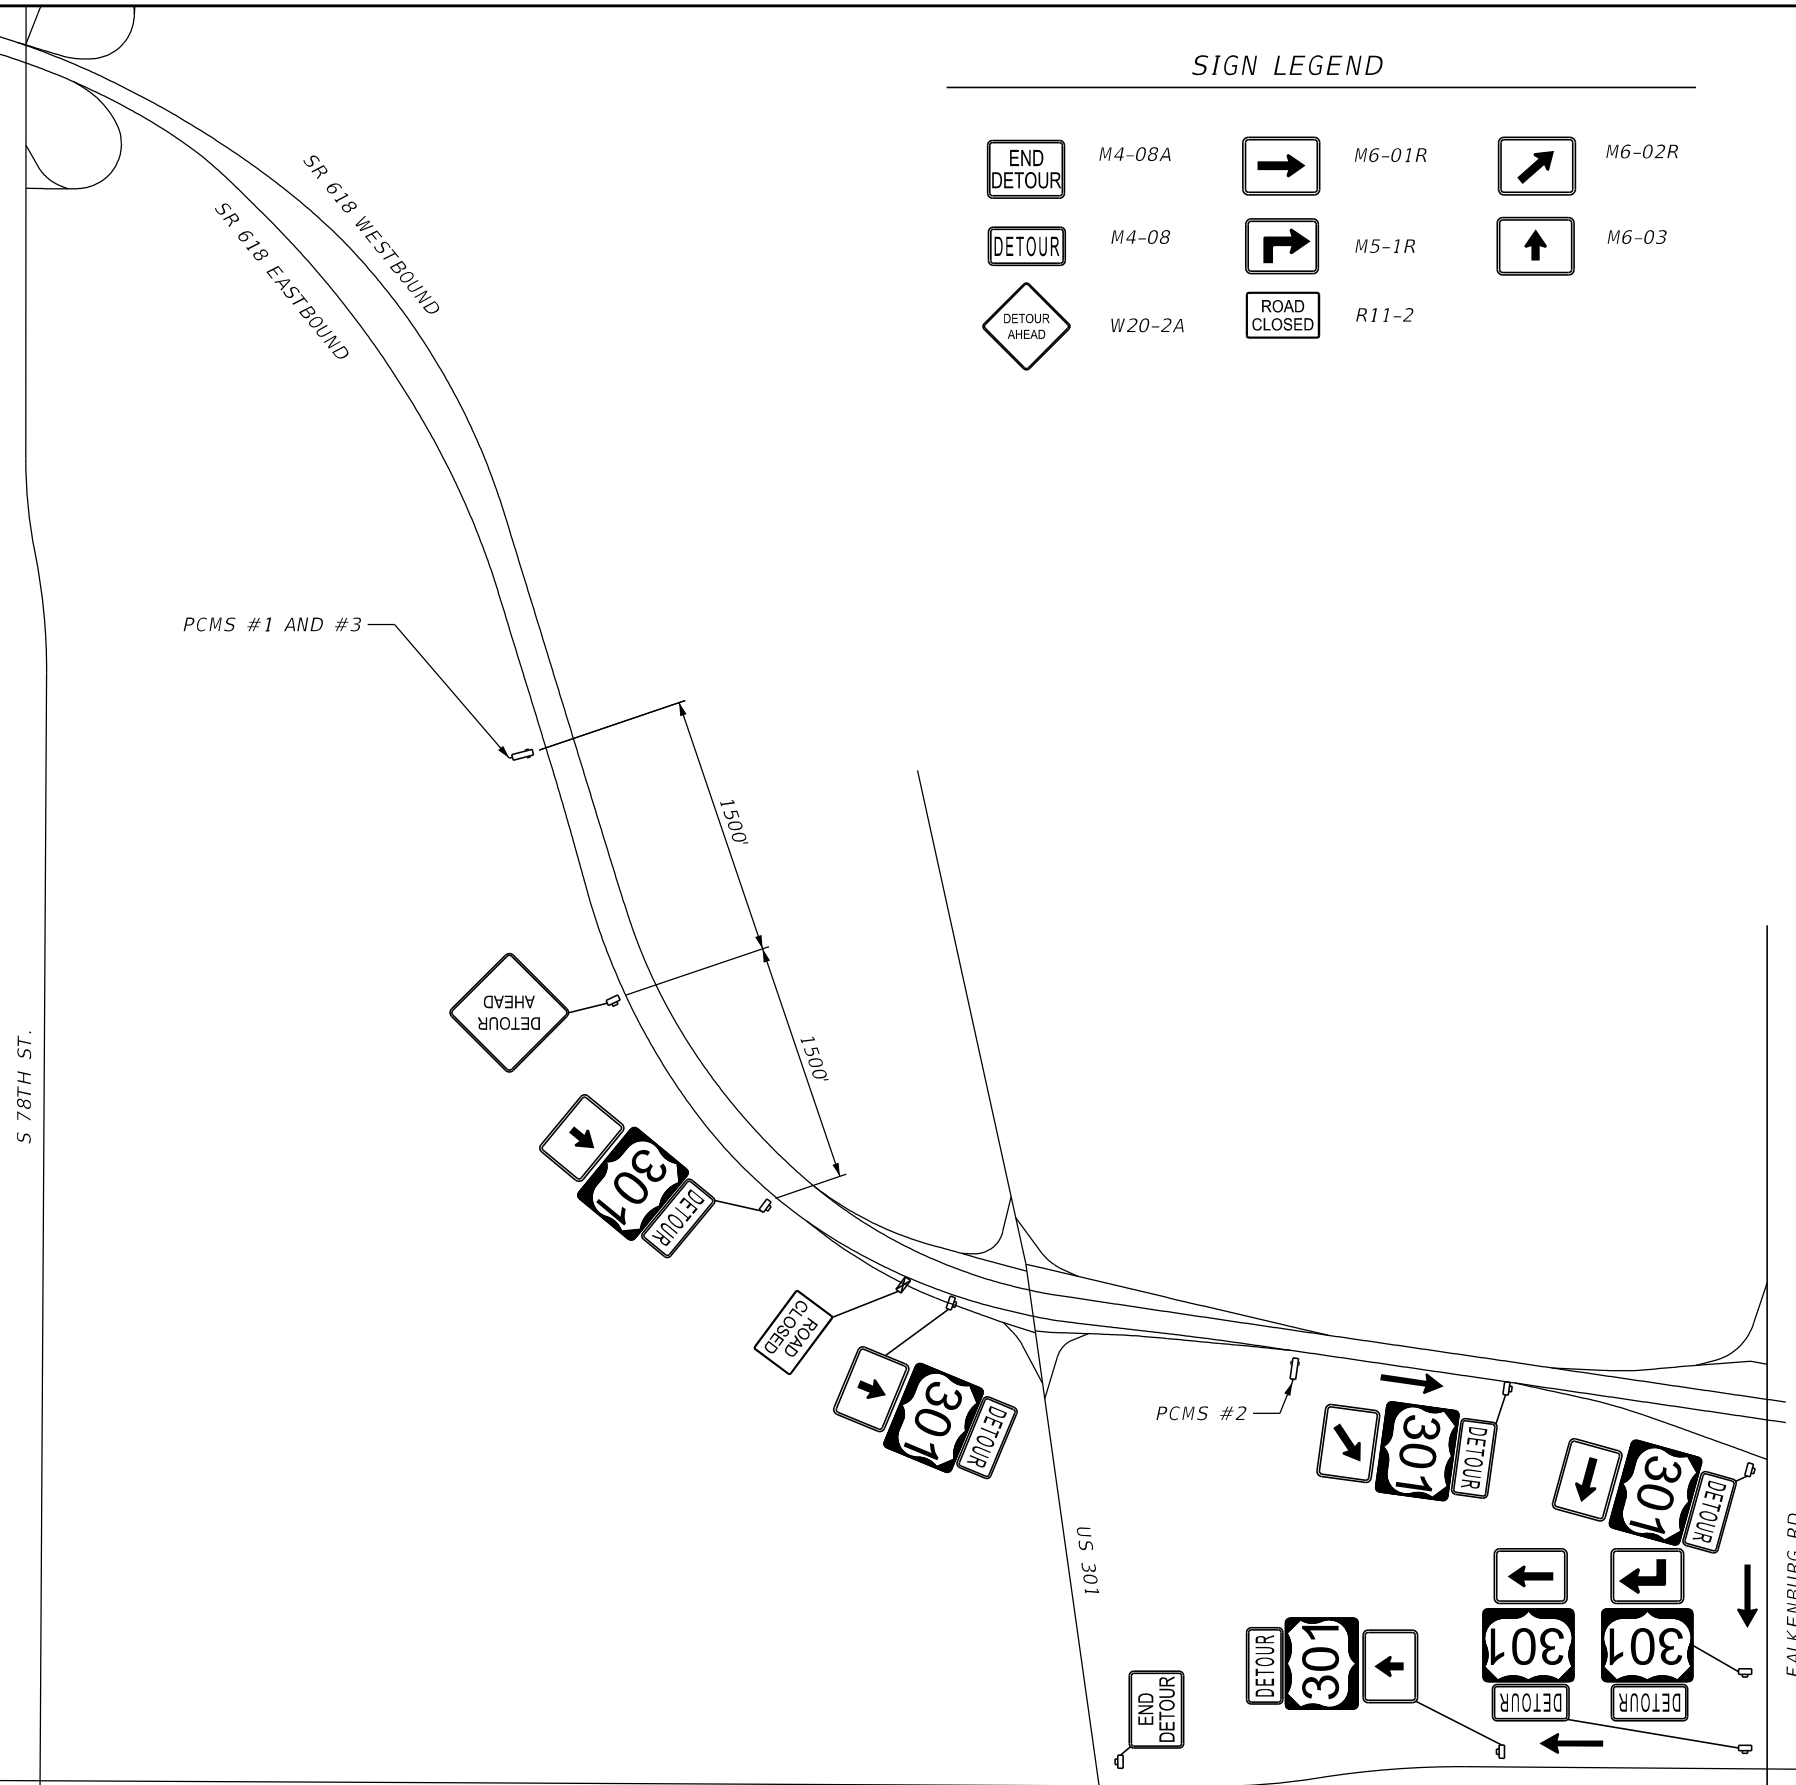 SIGN LEGEND
END
DETOUR
M4-08A
M6-01R
M6-02R
DETOUR
M4-08
M5-1R
M6-03
DETOUR
AHEAD
W20-2A
ROAD
CLOSED
R11-2
SR 618 WESTBOUND
SR 618 EASTBOUND
PCMS #1 AND #3
1500'
DETOUR
AHEAD
1500'
S 78TH ST.
DETOUR
301
ROAD
CLOSED
DETOUR
301
PCMS #2
DETOUR
301
DETOUR
301
US 301
FALKENBURG RD
DETOUR
301
DETOUR
301
DETOUR
301
END
DETOUR